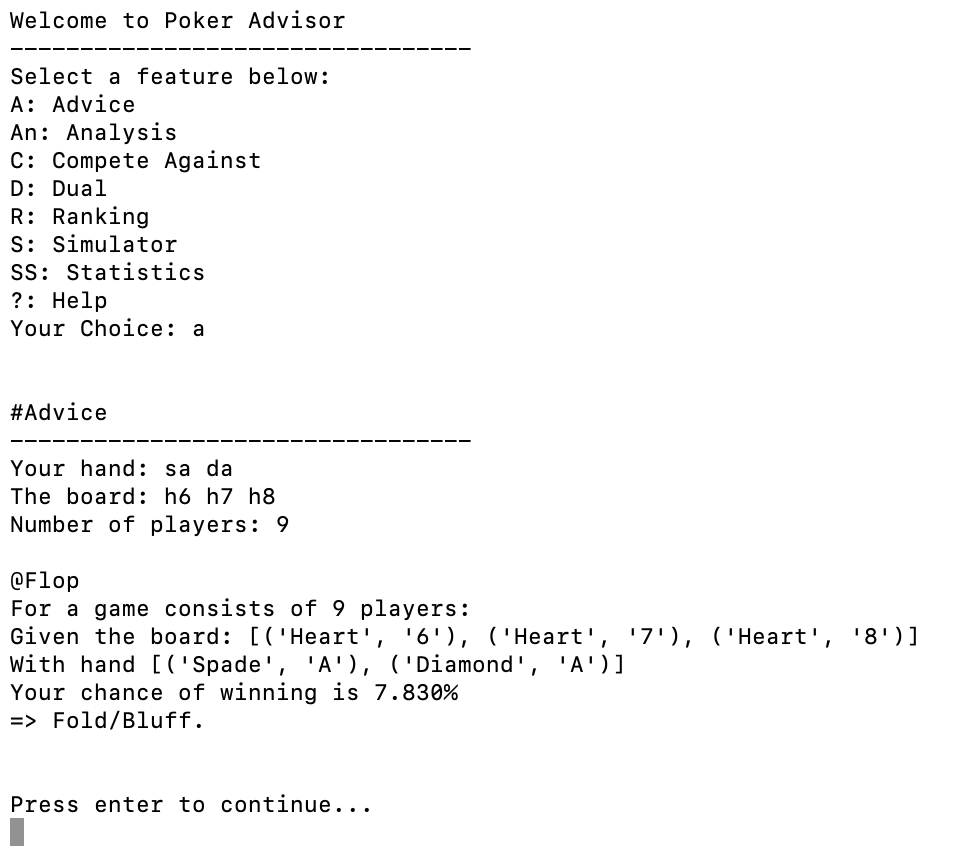 Welcome to Poker Advisor
---------------------------------
Select a feature below:
A: Advice
An: Analysis
C: Compete Against
D: Dual
R: Ranking
S: Simulator
SS: Statistics
?: Help
Your Choice: a
#Advice
---------------------------------
Your hand: sa da
The board: h6 h7 h8
Number of players: 9
@Flop
For a game consists of 9 players:
Given the board: [('Heart', '6'), ('Heart', '7'), ('Heart', '8')]
With hand [('Spade', 'A'), ('Diamond', 'A')]
Your chance of winning is 7.830%
=> Fold/Bluff.
Press enter to continue...